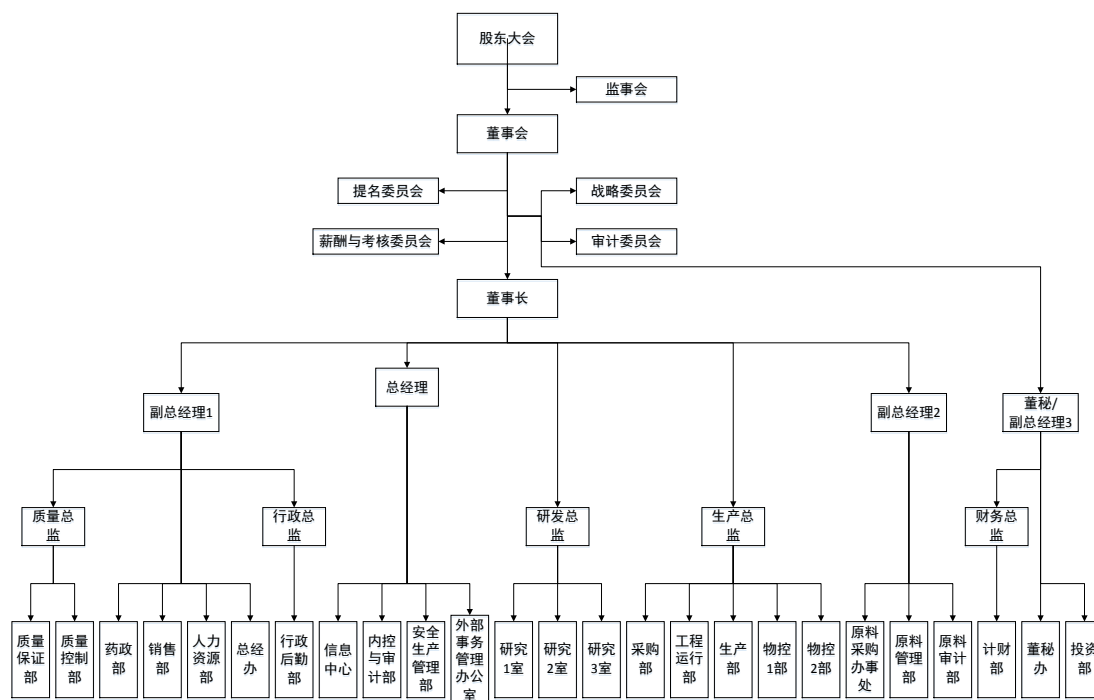 股东大会
监事会
董事会
提名委员会
战略委员会
薪酬与考核委员会
审计委员会
董事长
总经理
副总经理1
副总经理2
董秘/
副总经理3
质量总
监
行政总
监
研发总
监
生产总
监
财务总
监
质量
保证
部
质量
控制
部
药政
部
销售
部
人力
资源
部
总经
办
行政
后勤
部
信息
中心
内控
与审
计部
安全
生产
管理
部
外部
事务
管理
办公
室
研究
1室
研究
2室
研究
3室
采购
部
工程
运行
部
生产
部
物控
1部
物控
2部
原料
采购
办事
处
原料
管理
部
原料
审计
部
计财
部
董秘
办
投资
部